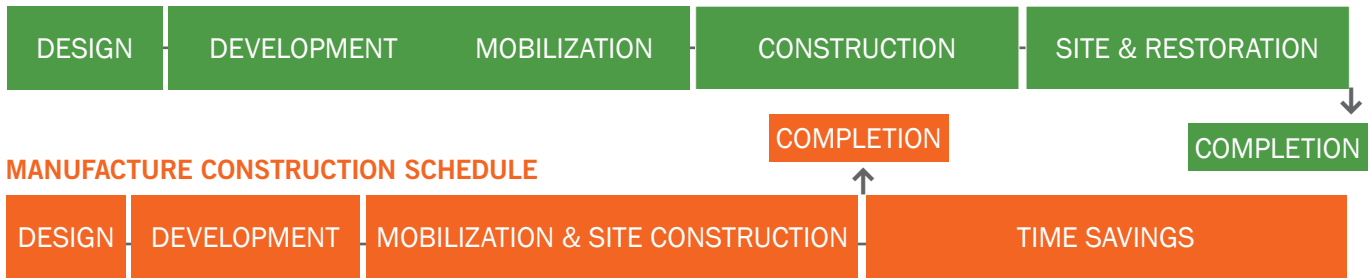 DESIGN DEVELOPMENT MOBILIZATION CONSTRUCTION SITE & RESTORATION
COMPLETION
COMPLETION
MANUFACTURE CONSTRUCTION SCHEDULE
DESIGN DEVELOPMENT MOBILIZATION & SITE CONSTRUCTION TIME SAVINGS